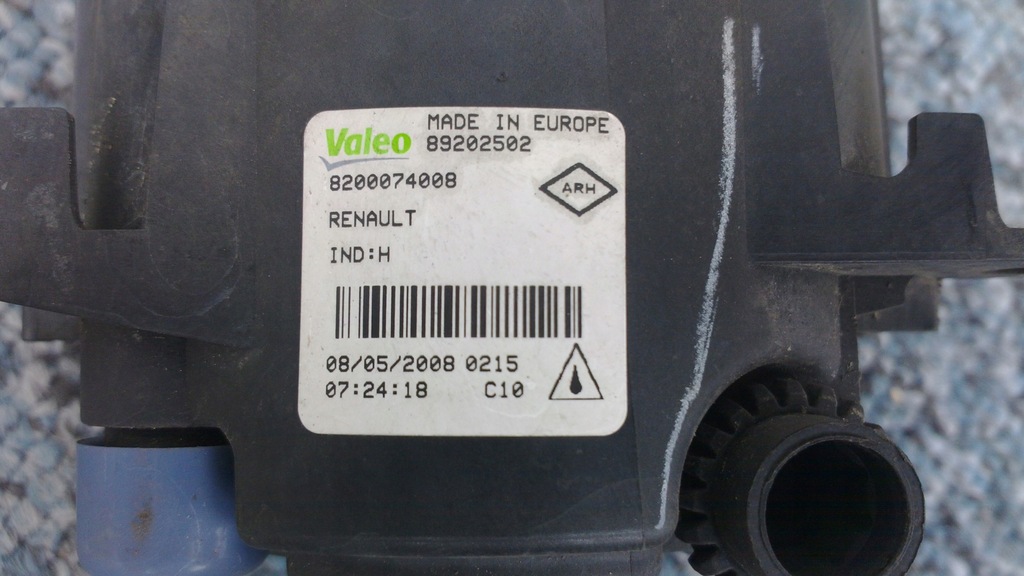 Valeo MADE IN EUROPE
89202502
8200074008
ARH
RENAULT
IND:H
08/05/2008 0215
07:24:18 C10